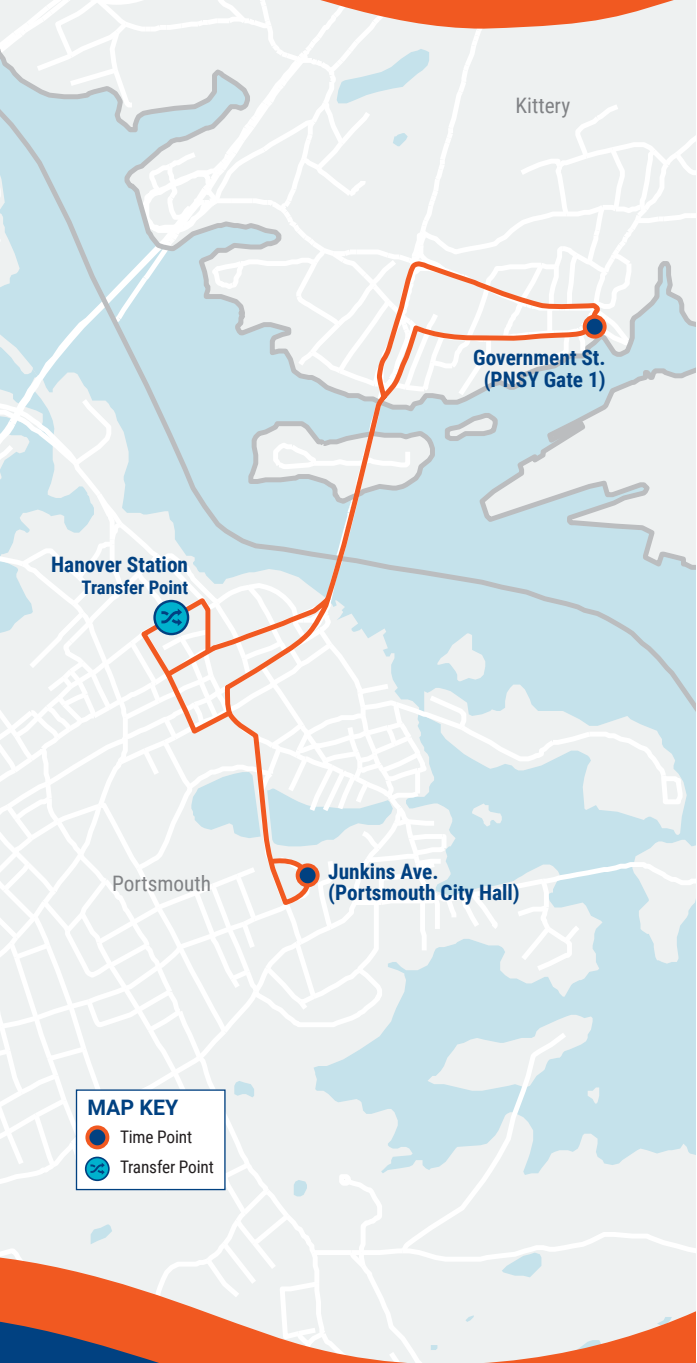 Kittery
Government St.
(PNSY Gate 1)
Hanover Station
Transfer Point
Junkins Ave.
(Portsmouth City Hall)
Portsmouth
MAP KEY
Time Point
Transfer Point